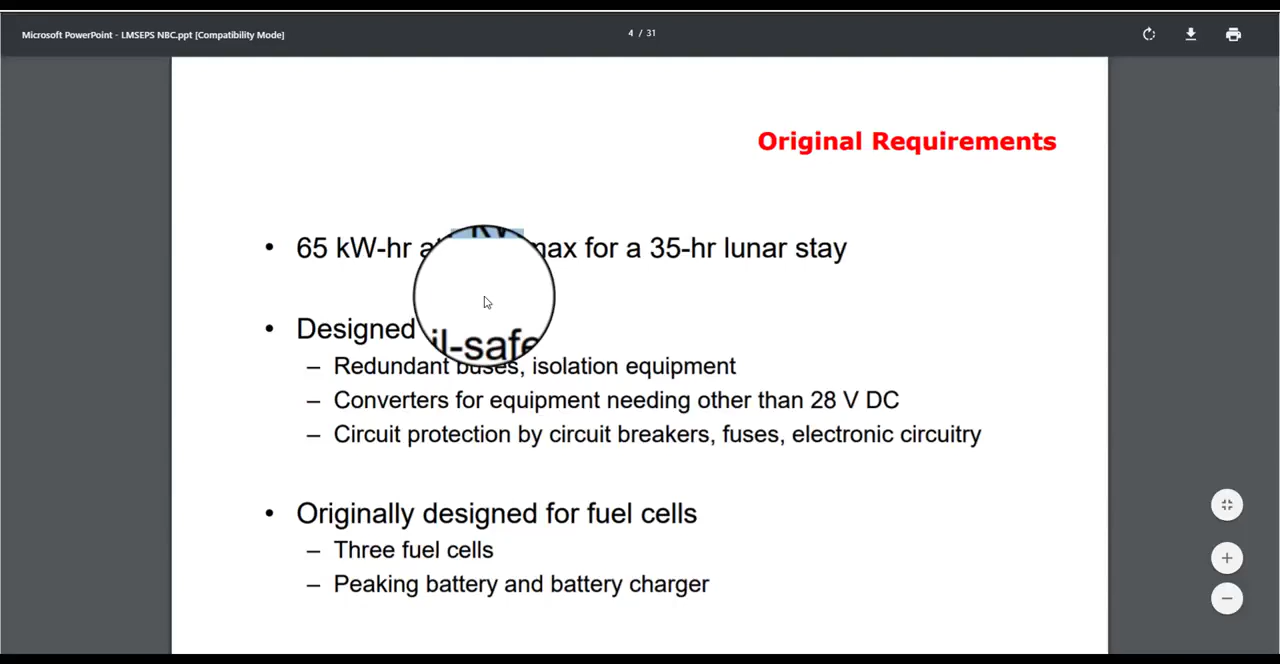 Microsoft PowerPoint - LMSEPS NBC.ppt [Compatibility Mode]
4 / 31
Original Requirements
• 65 kW-hr max for a 35-hr lunar stay
• Designed il-safe
– Redundant buses, isolation equipment
– Converters for equipment needing other than 28 V DC
– Circuit protection by circuit breakers, fuses, electronic circuitry
• Originally designed for fuel cells
– Three fuel cells
– Peaking battery and battery charger